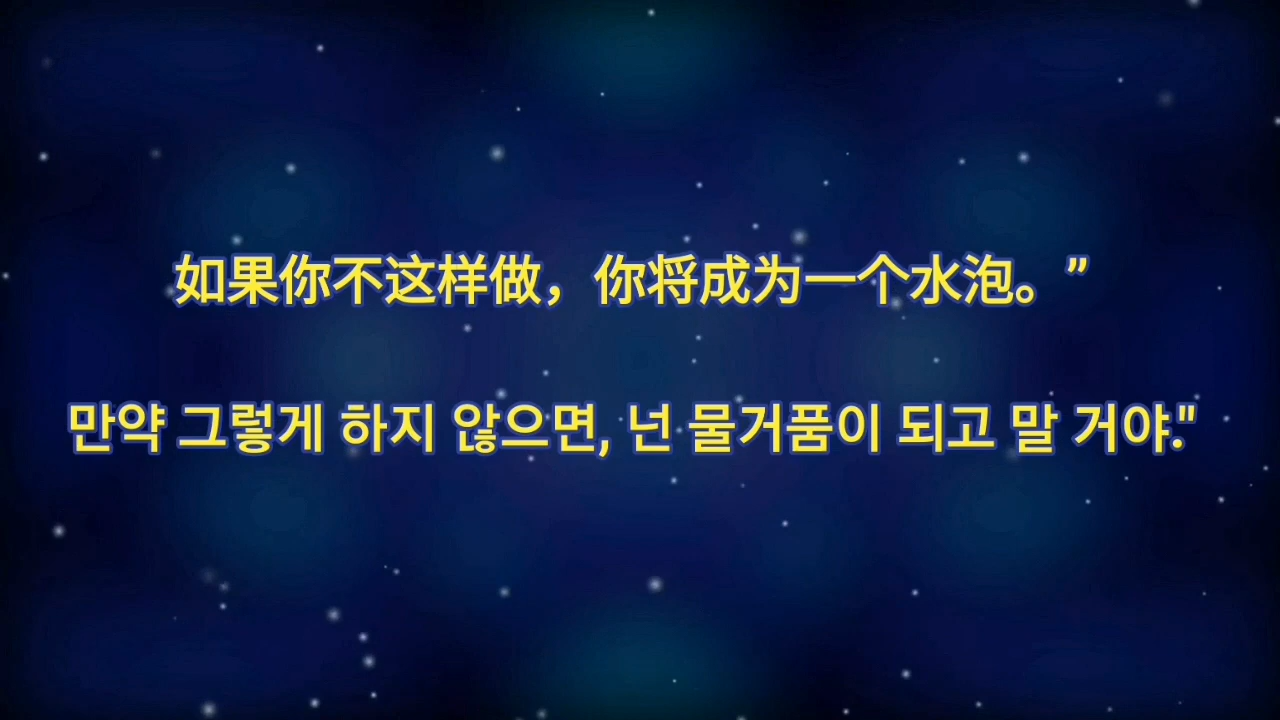 如果你不这样做，你将成为一个水泡。”
만약 그렇게 하지 않으면, 넌 물거품이 되고 말 거야."